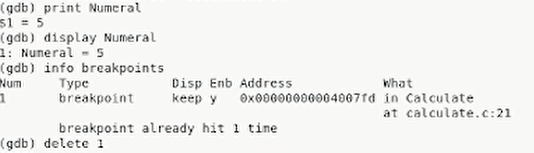 (gdb) print Numeral
$1 = 5
(gdb) display Numeral
1: Numeral = 5
(gdb) info breakpoints
Num Type Disp Enb Address What
1 breakpoint keep y 0x00000000004007fd in Calculate
at calculate.c:21
breakpoint already hit 1 time
(gdb) delete 1